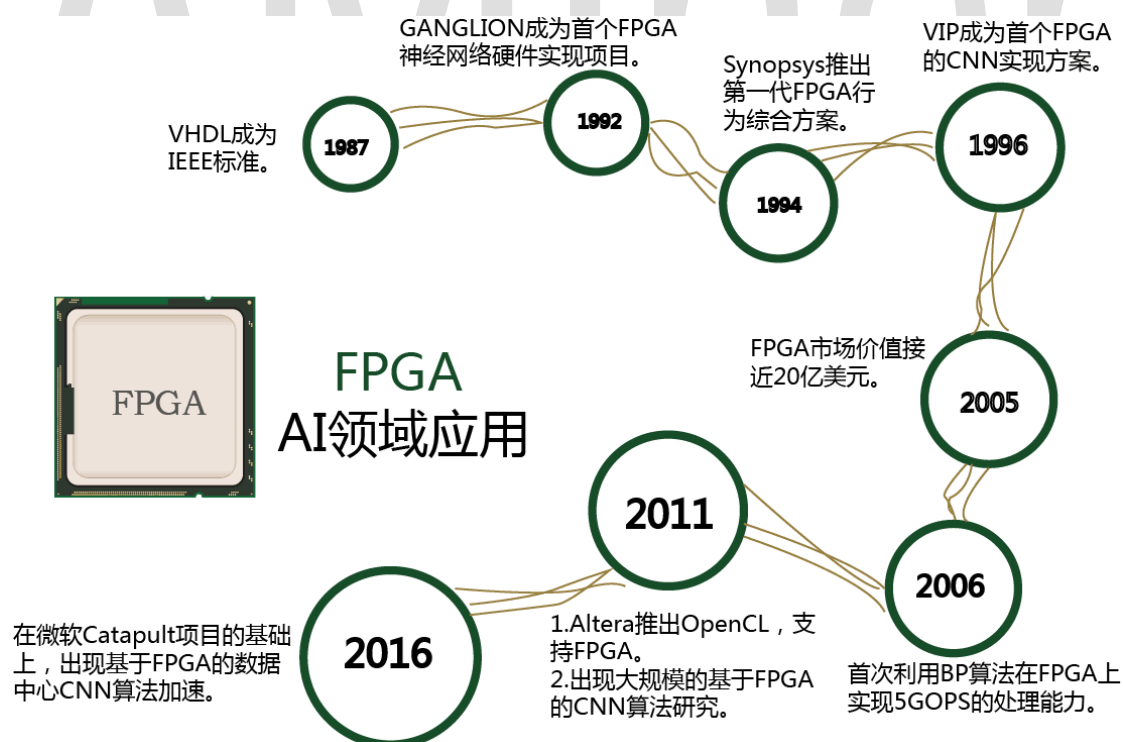 GANGLION成为首个FPGA
神经网络硬件实现项目。
VIP成为首个FPGA
的CNN实现方案。
Synopsys推出
第一代FPGA行
为综合方案。
VHDL成为
IEEE标准。
1987
1992
1994
1996
FPGA市场价值接
近20亿美元。
2005
FPGA
FPGA
AI领域应用
2011
2006
2016
在微软Catapult项目的基础
上，出现基于FPGA的数据
中心CNN算法加速。
1.Altera推出OpenCL，支
持FPGA。
2.出现大规模的基于FPGA
的CNN算法研究。
首次利用BP算法在FPGA上
实现5GOPS的处理能力。